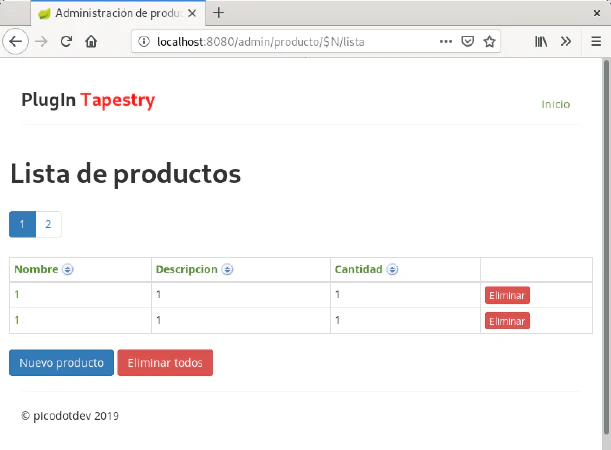 Administración de produc
localhost:8080/admin/producto/$N/lista
PlugIn Tapestry
Inicio
Lista de productos
1 2
Nombre Descripcion Cantidad
1 1 1 Eliminar
1 1 1 Eliminar
Nuevo producto Eliminar todos
© picodotdev 2019